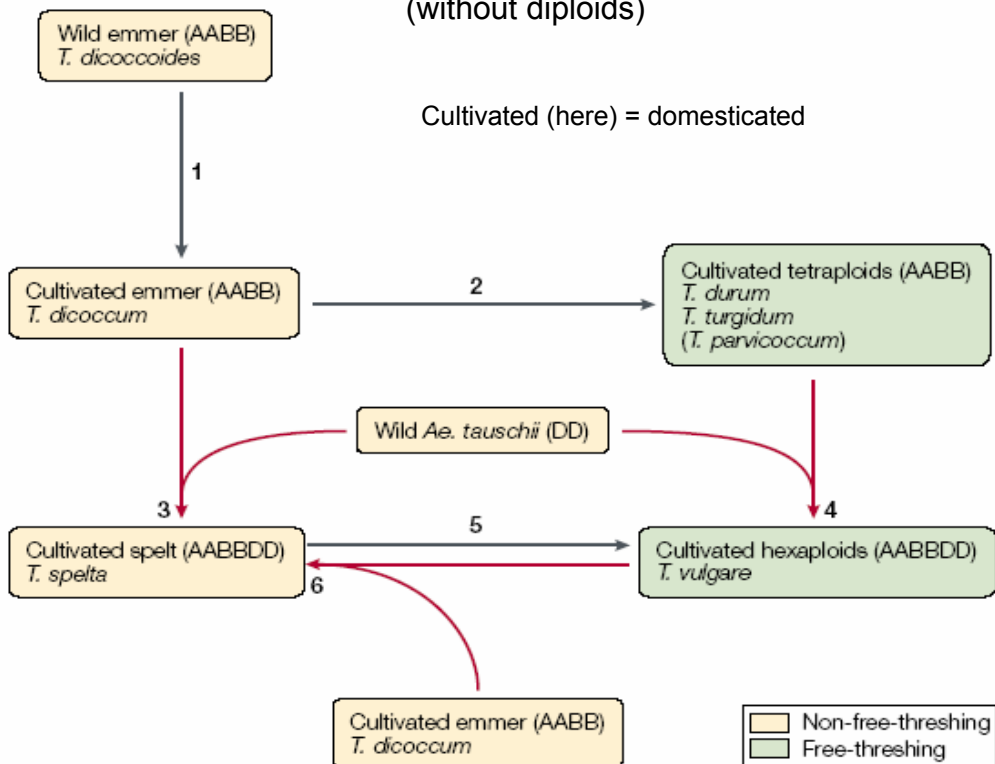 (without diploids)
Wild emmer (AABB)
T. dicoccoides
Cultivated (here) = domesticated
1
Cultivated emmer (AABB)
T. dicoccum
2
Cultivated tetraploids (AABB)
T. durum
T. turgidum
(T. parvicoccum)
Wild Ae. tauschii (DD)
3
4
Cultivated spelt (AABBDD)
T. spelta
5
6
Cultivated hexaploids (AABBDD)
T. vulgare
Cultivated emmer (AABB)
T. dicoccum
Non-free-threshing
Free-threshing